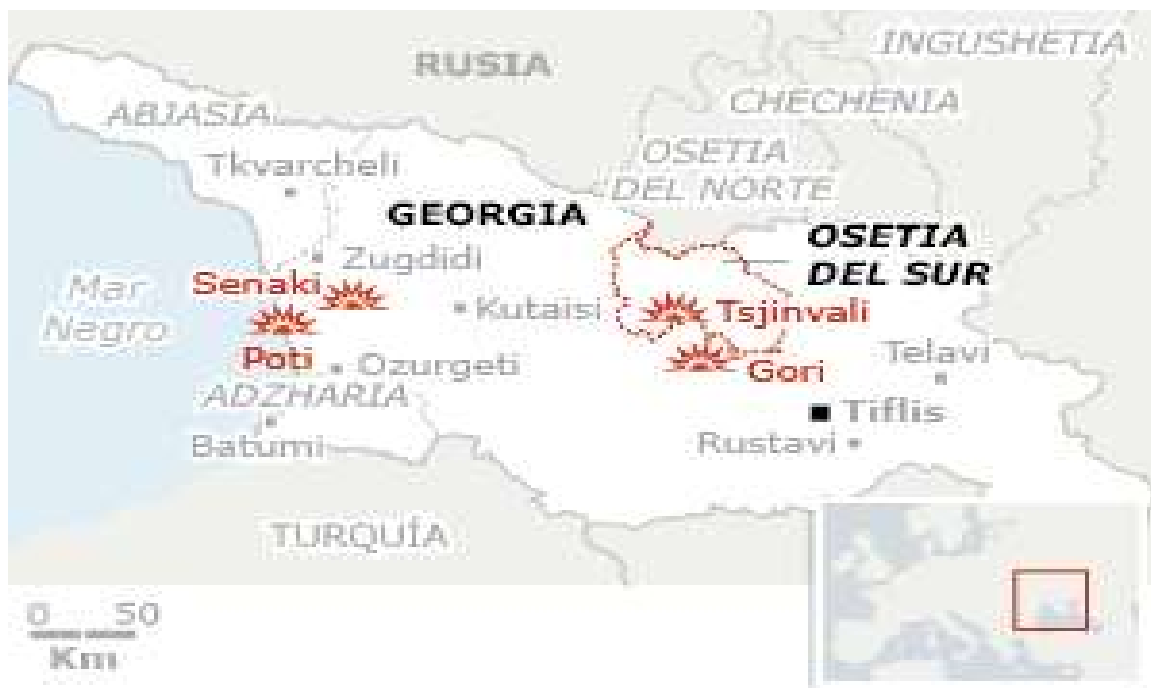 INGUSHETIA
RUSIA
CHECHENIA
ABJASIA
OSETIA
DEL NORTE
Tkvarcheli
GEORGIA
OSETIA
DEL SUR
Zugdidi
Senaki
Mar
Negro
Kutaisi
Tsjinvali
Poti
Ozurgeti
Telavi
Gori
ADZHARIA
Tiflis
Batumi
Rustavi
TURQUÍA
0 50
Km